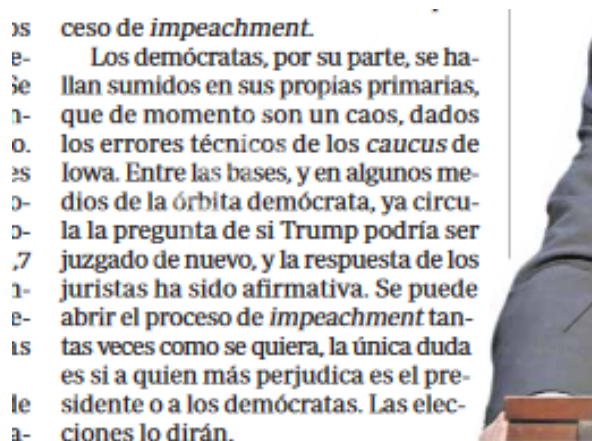 ceso de impeachment.
Los demócratas, por su parte, se ha-
llan sumidos en sus propias primarias,
que de momento son un caos, dados
los errores técnicos de los caucus de
Iowa. Entre las bases, y en algunos me-
dios de la órbita demócrata, ya circu-
la la pregunta de si Trump podría ser
juzgado de nuevo, y la respuesta de los
juristas ha sido afirmativa. Se puede
abrir el proceso de impeachment tan-
tas veces como se quiera, la única duda
es si a quien más perjudica es el pre-
sidente o a los demócratas. Las elec-
ciones lo dirán.